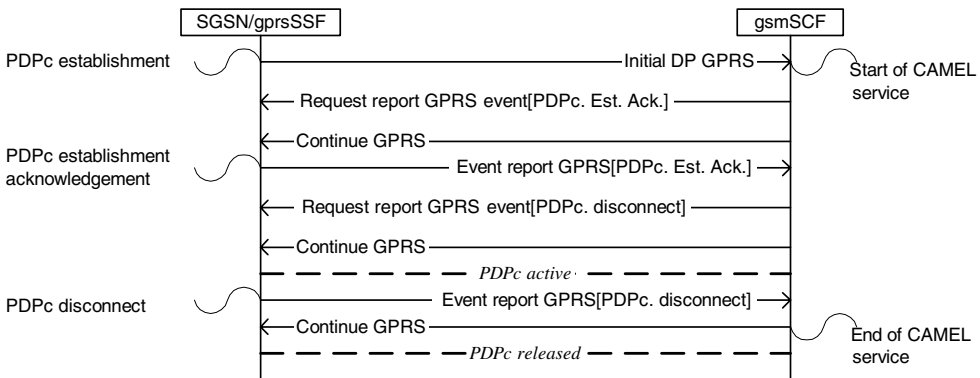 SGSN/gprsSSF
gsmSCF
PDPc establishment
Initial DP GPRS
Start of CAMEL
service
Request report GPRS event[PDPc. Est. Ack.]
Continue GPRS
PDPc establishment
acknowledgement
Event report GPRS[PDPc. Est. Ack.]
Request report GPRS event[PDPc. disconnect]
Continue GPRS
PDPc active
PDPc disconnect
Event report GPRS[PDPc. disconnect]
Continue GPRS
End of CAMEL
service
PDPc released